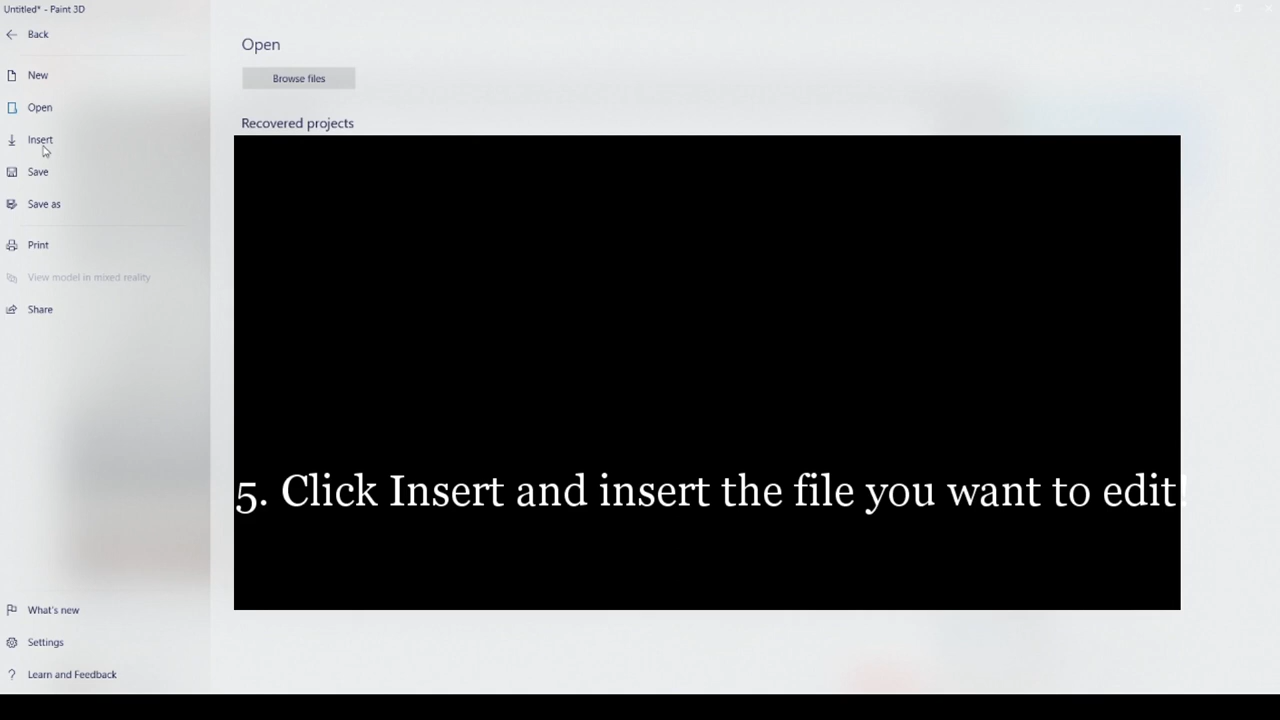 Untitled* - Paint 3D
Back
Open
Browse files
New
Open
Recovered projects
Insert
Save
Save as
Print
View model in mixed reality
Share
5. Click Insert and insert the file you want to edit!
What's new
Settings
Learn and Feedback